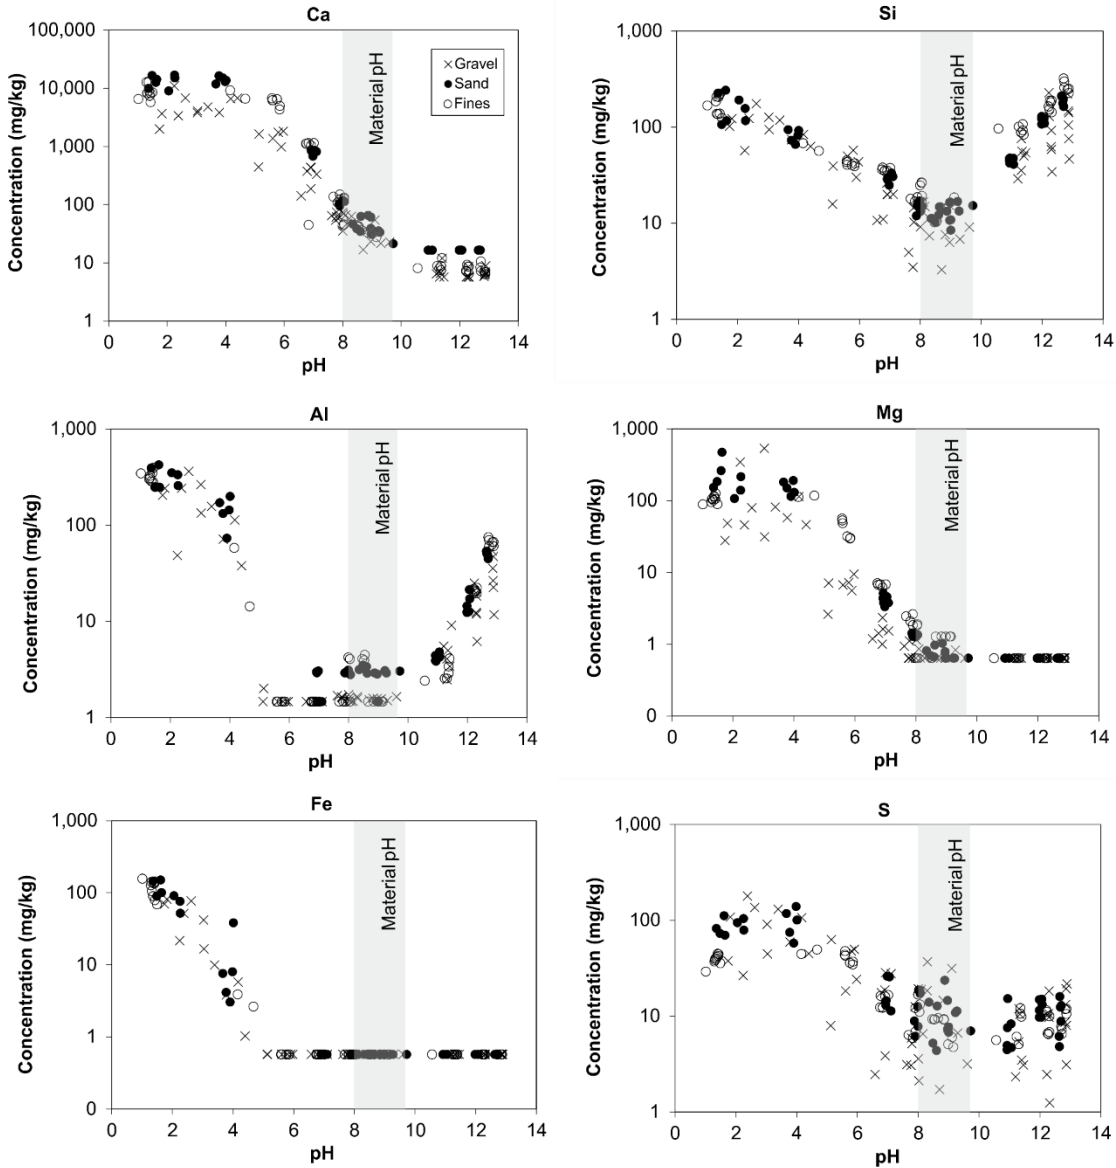 Ca
Concentration (mg/kg)
100,000
10,000
1,000
100
10
1
Gravel
Sand
Fines
Material pH
0 2 4 6 8 10 12 14
pH
Si
Concentration (mg/kg)
1,000
100
10
1
Material pH
0 2 4 6 8 10 12 14
pH
Al
Concentration (mg/kg)
1,000
100
10
1
Material pH
0 2 4 6 8 10 12 14
pH
Mg
Concentration (mg/kg)
1,000
100
10
1
0
Material pH
0 2 4 6 8 10 12 14
pH
Fe
Concentration (mg/kg)
1,000
100
10
1
0
Material pH
0 2 4 6 8 10 12 14
pH
S
Concentration (mg/kg)
1,000
100
10
1
Material pH
0 2 4 6 8 10 12 14
pH